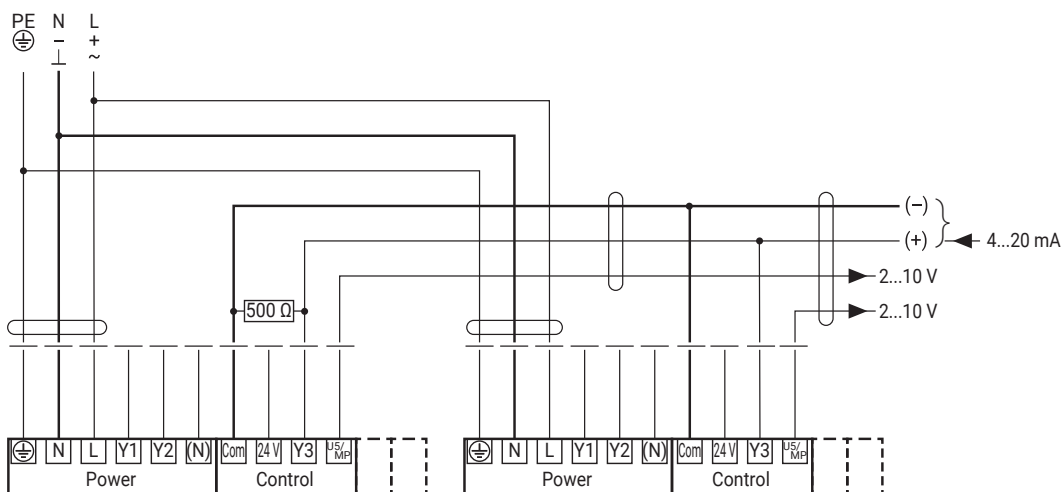 PE N L
− +
⊥ ~
(−)
(+)
4...20 mA
2...10 V
500 Ω
2...10 V
N L Y1 Y2 (N) Com 24 V Y3 U5/MP
N L Y1 Y2 (N) Com 24 V Y3 U5/MP
Power Control
Power Control